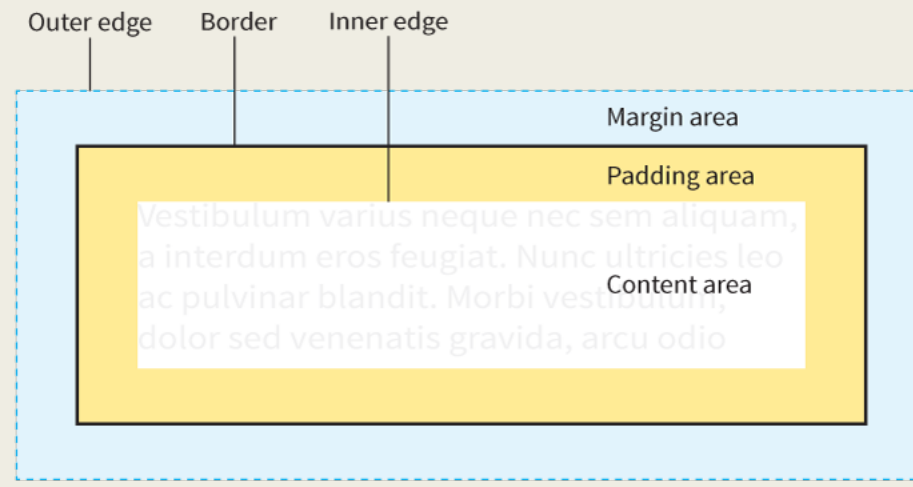 Outer edge
Border
Inner edge
Margin area
Padding area
Vestibulum varius neque nec sem aliquam,
a interdum eros feugiat. Nunc ultricies leo
Content area
ac pulvinar blandit. Morbi vestibulum,
dolor sed venenatis gravida, arcu odio